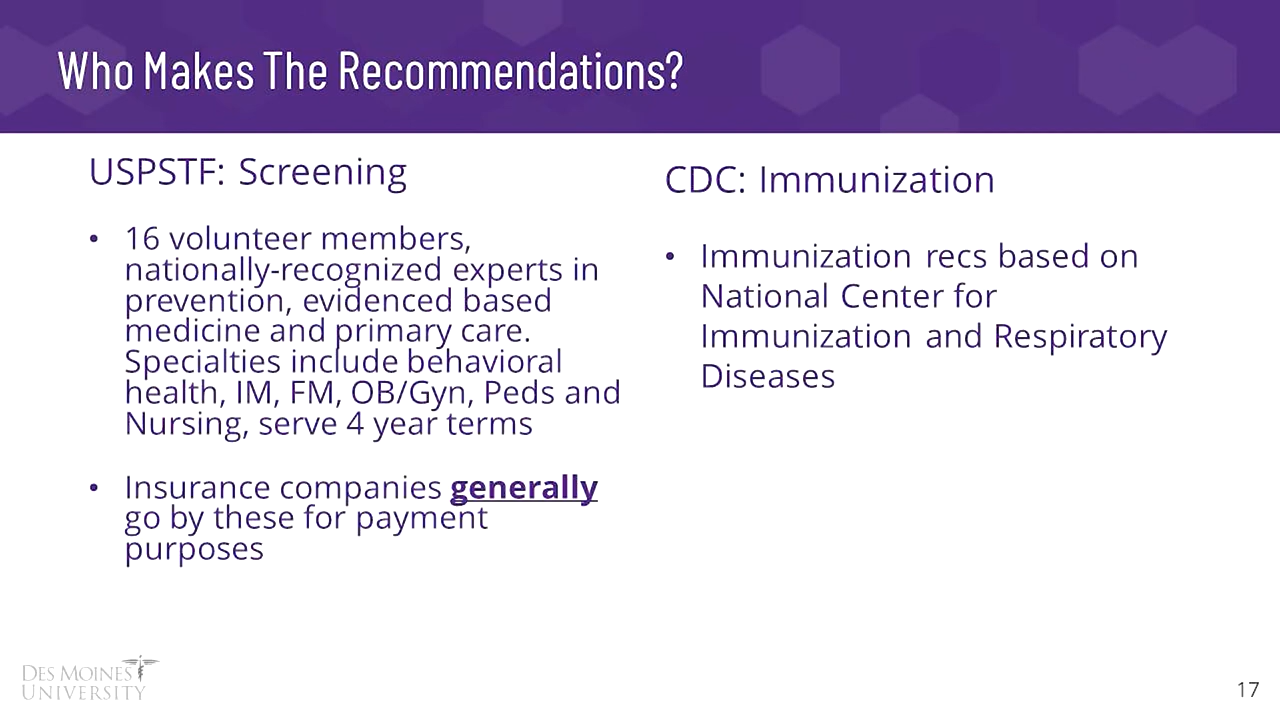 Who Makes The Recommendations?
USPSTF: Screening
• 16 volunteer members,
nationally-recognized experts in
prevention, evidenced based
medicine and primary care.
Specialties include behavioral
health, IM, FM, OB/Gyn, Peds and
Nursing, serve 4 year terms
• Insurance companies generally
go by these for payment
purposes
CDC: Immunization
• Immunization recs based on
National Center for
Immunization and Respiratory
Diseases
DES MOINES
UNIVERSITY
17